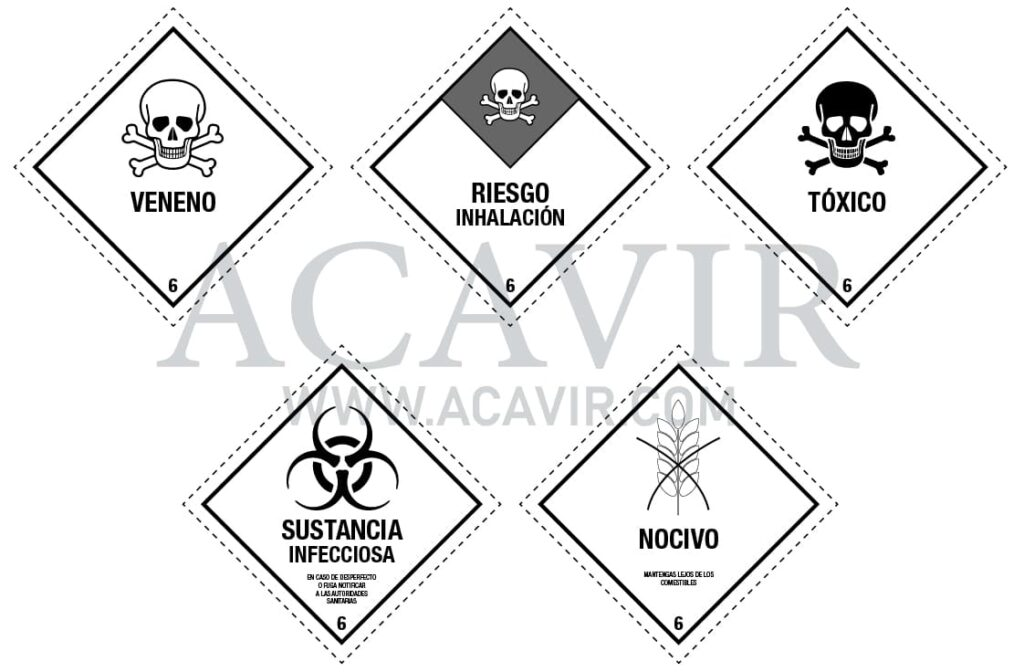 VENENO
6
RIESGO
INHALACIÓN
6
TÓXICO
6
ACAVIR
WWW.ACAVIR.COM
SUSTANCIA
INFECCIOSA
EN CASO DE DESPERFECTO
O FUGA NOTIFICAR
A LAS AUTORIDADES
SANITARIAS
6
NOCIVO
MANTENGAS LEJOS DE LOS
COMESTIBLES
6